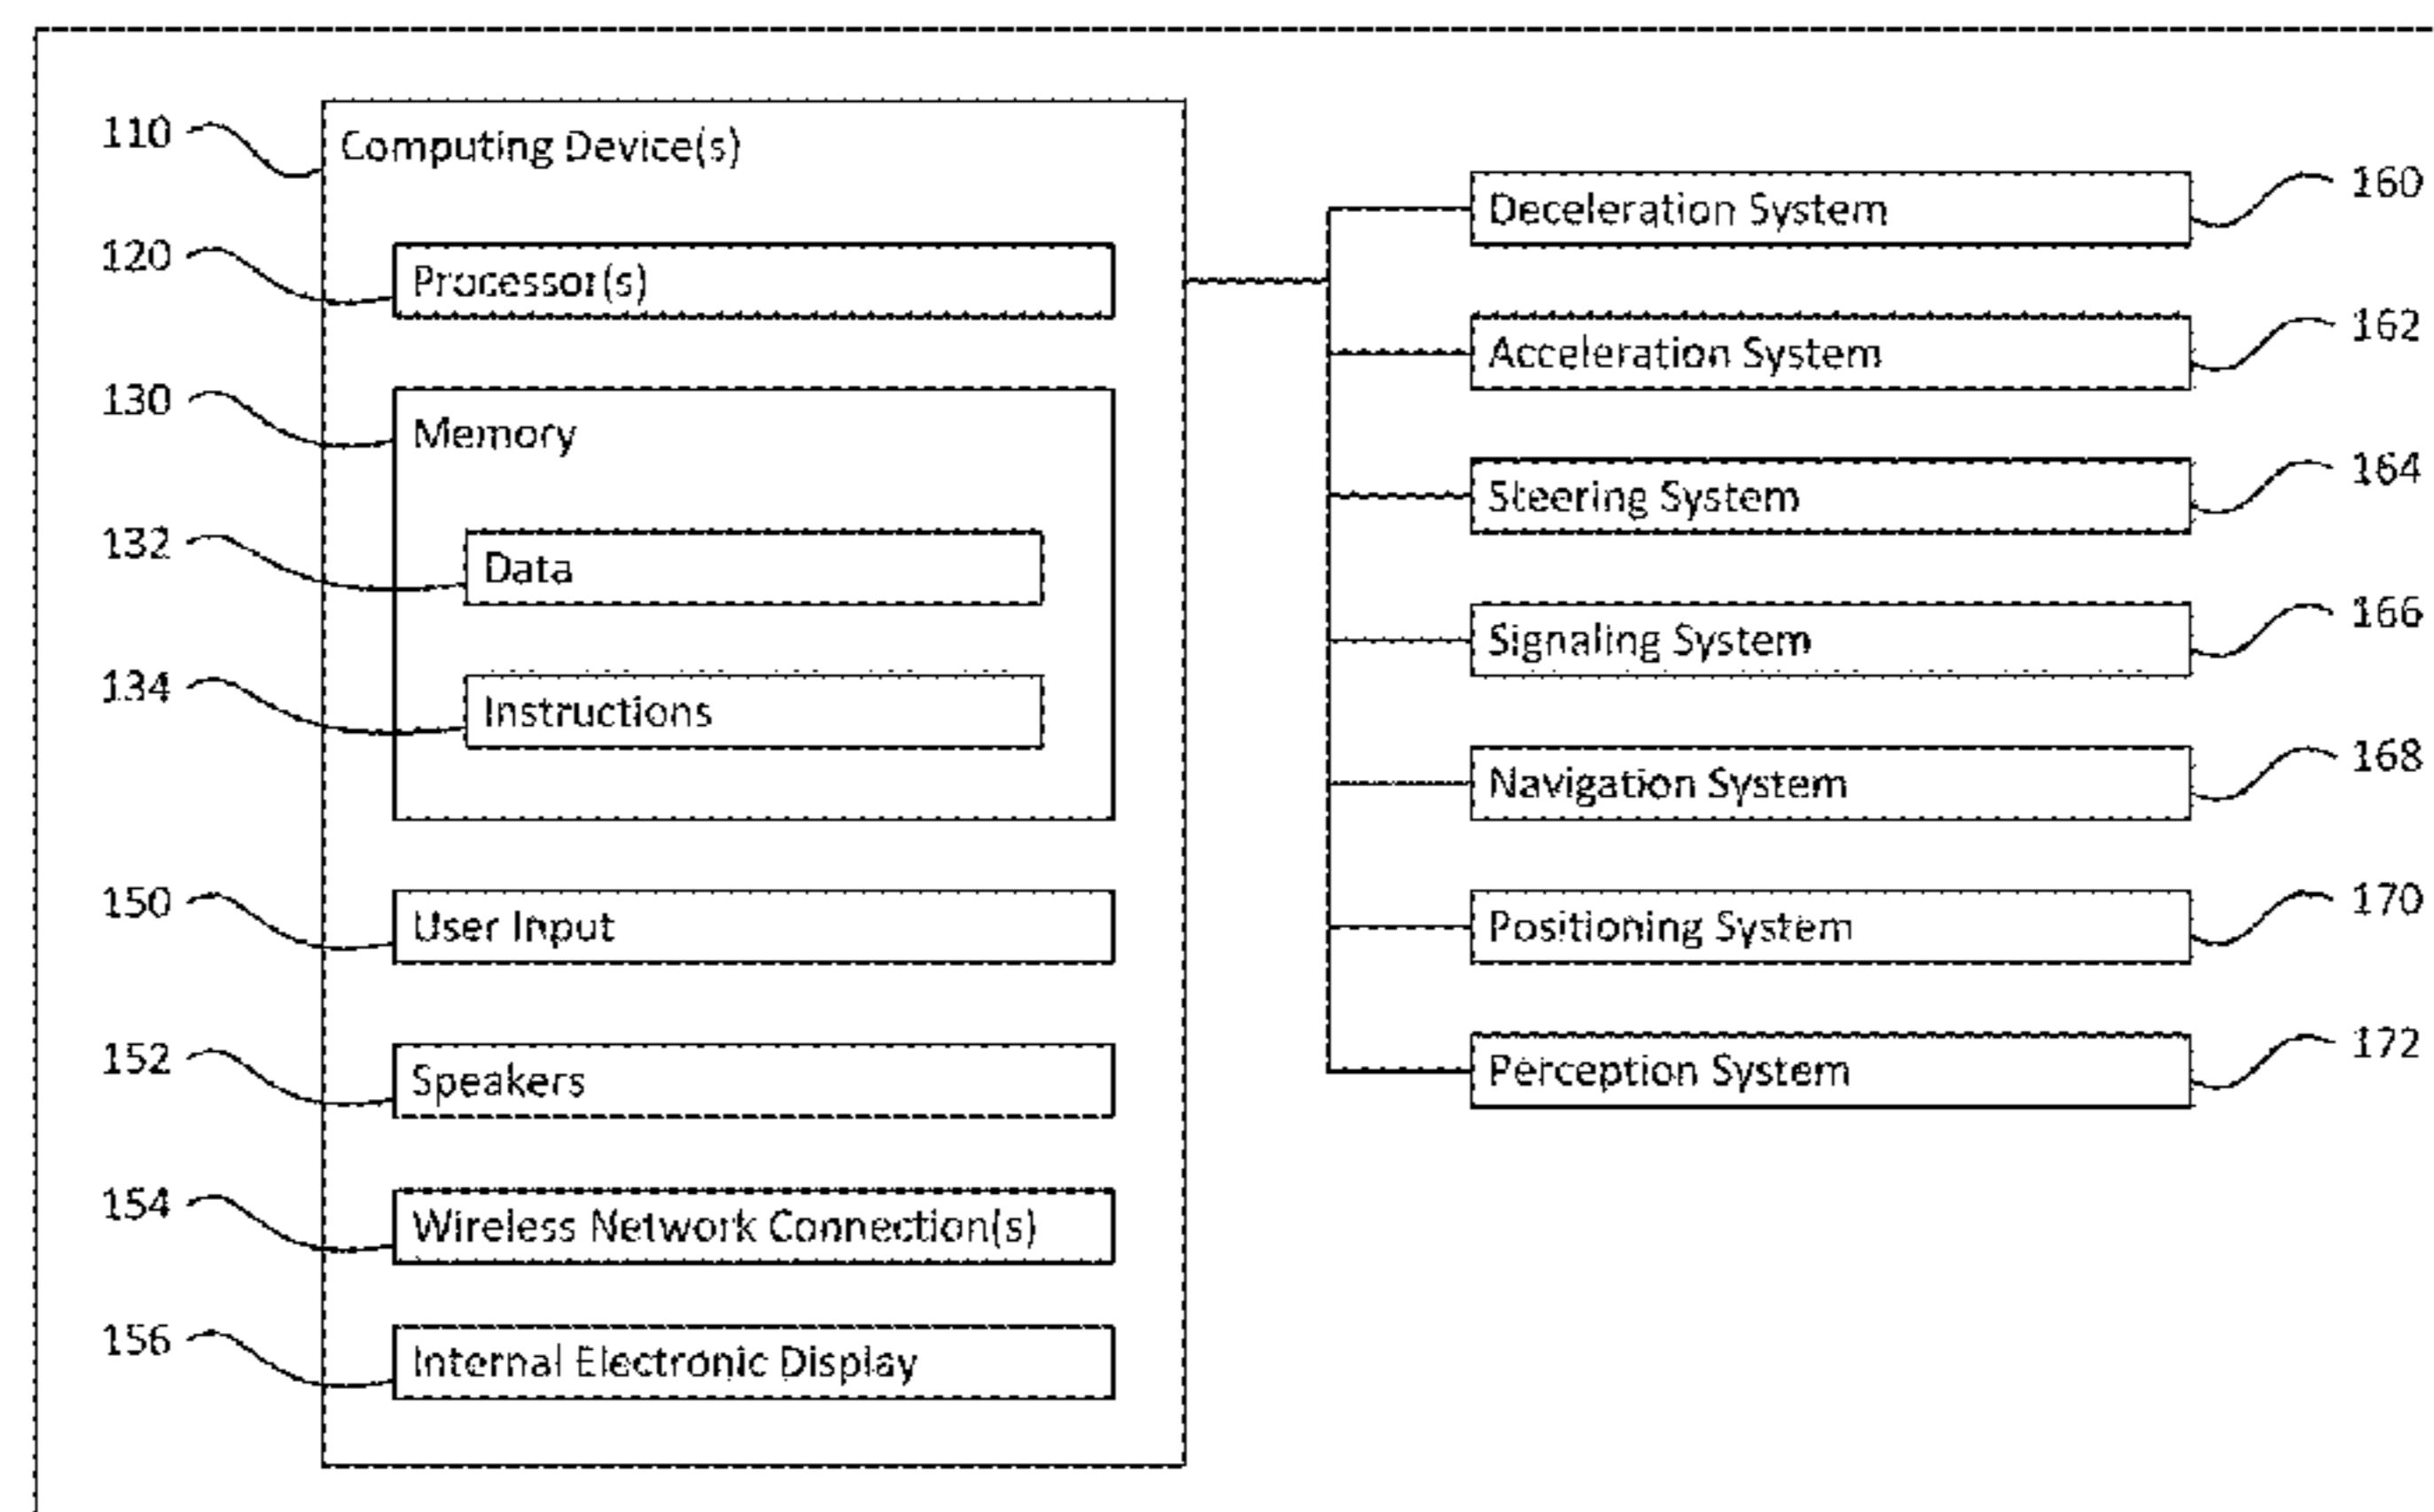 110 Computing Device(s)
120 Processor(s)
130 Memory
132 Data
134 Instructions
150 User Input
152 Speakers
154 Wireless Network Connection(s)
156 Internal Electronic Display
Deceleration System 160
Acceleration System 162
Steering System 164
Signaling System 166
Navigation System 168
Positioning System 170
Perception System 172